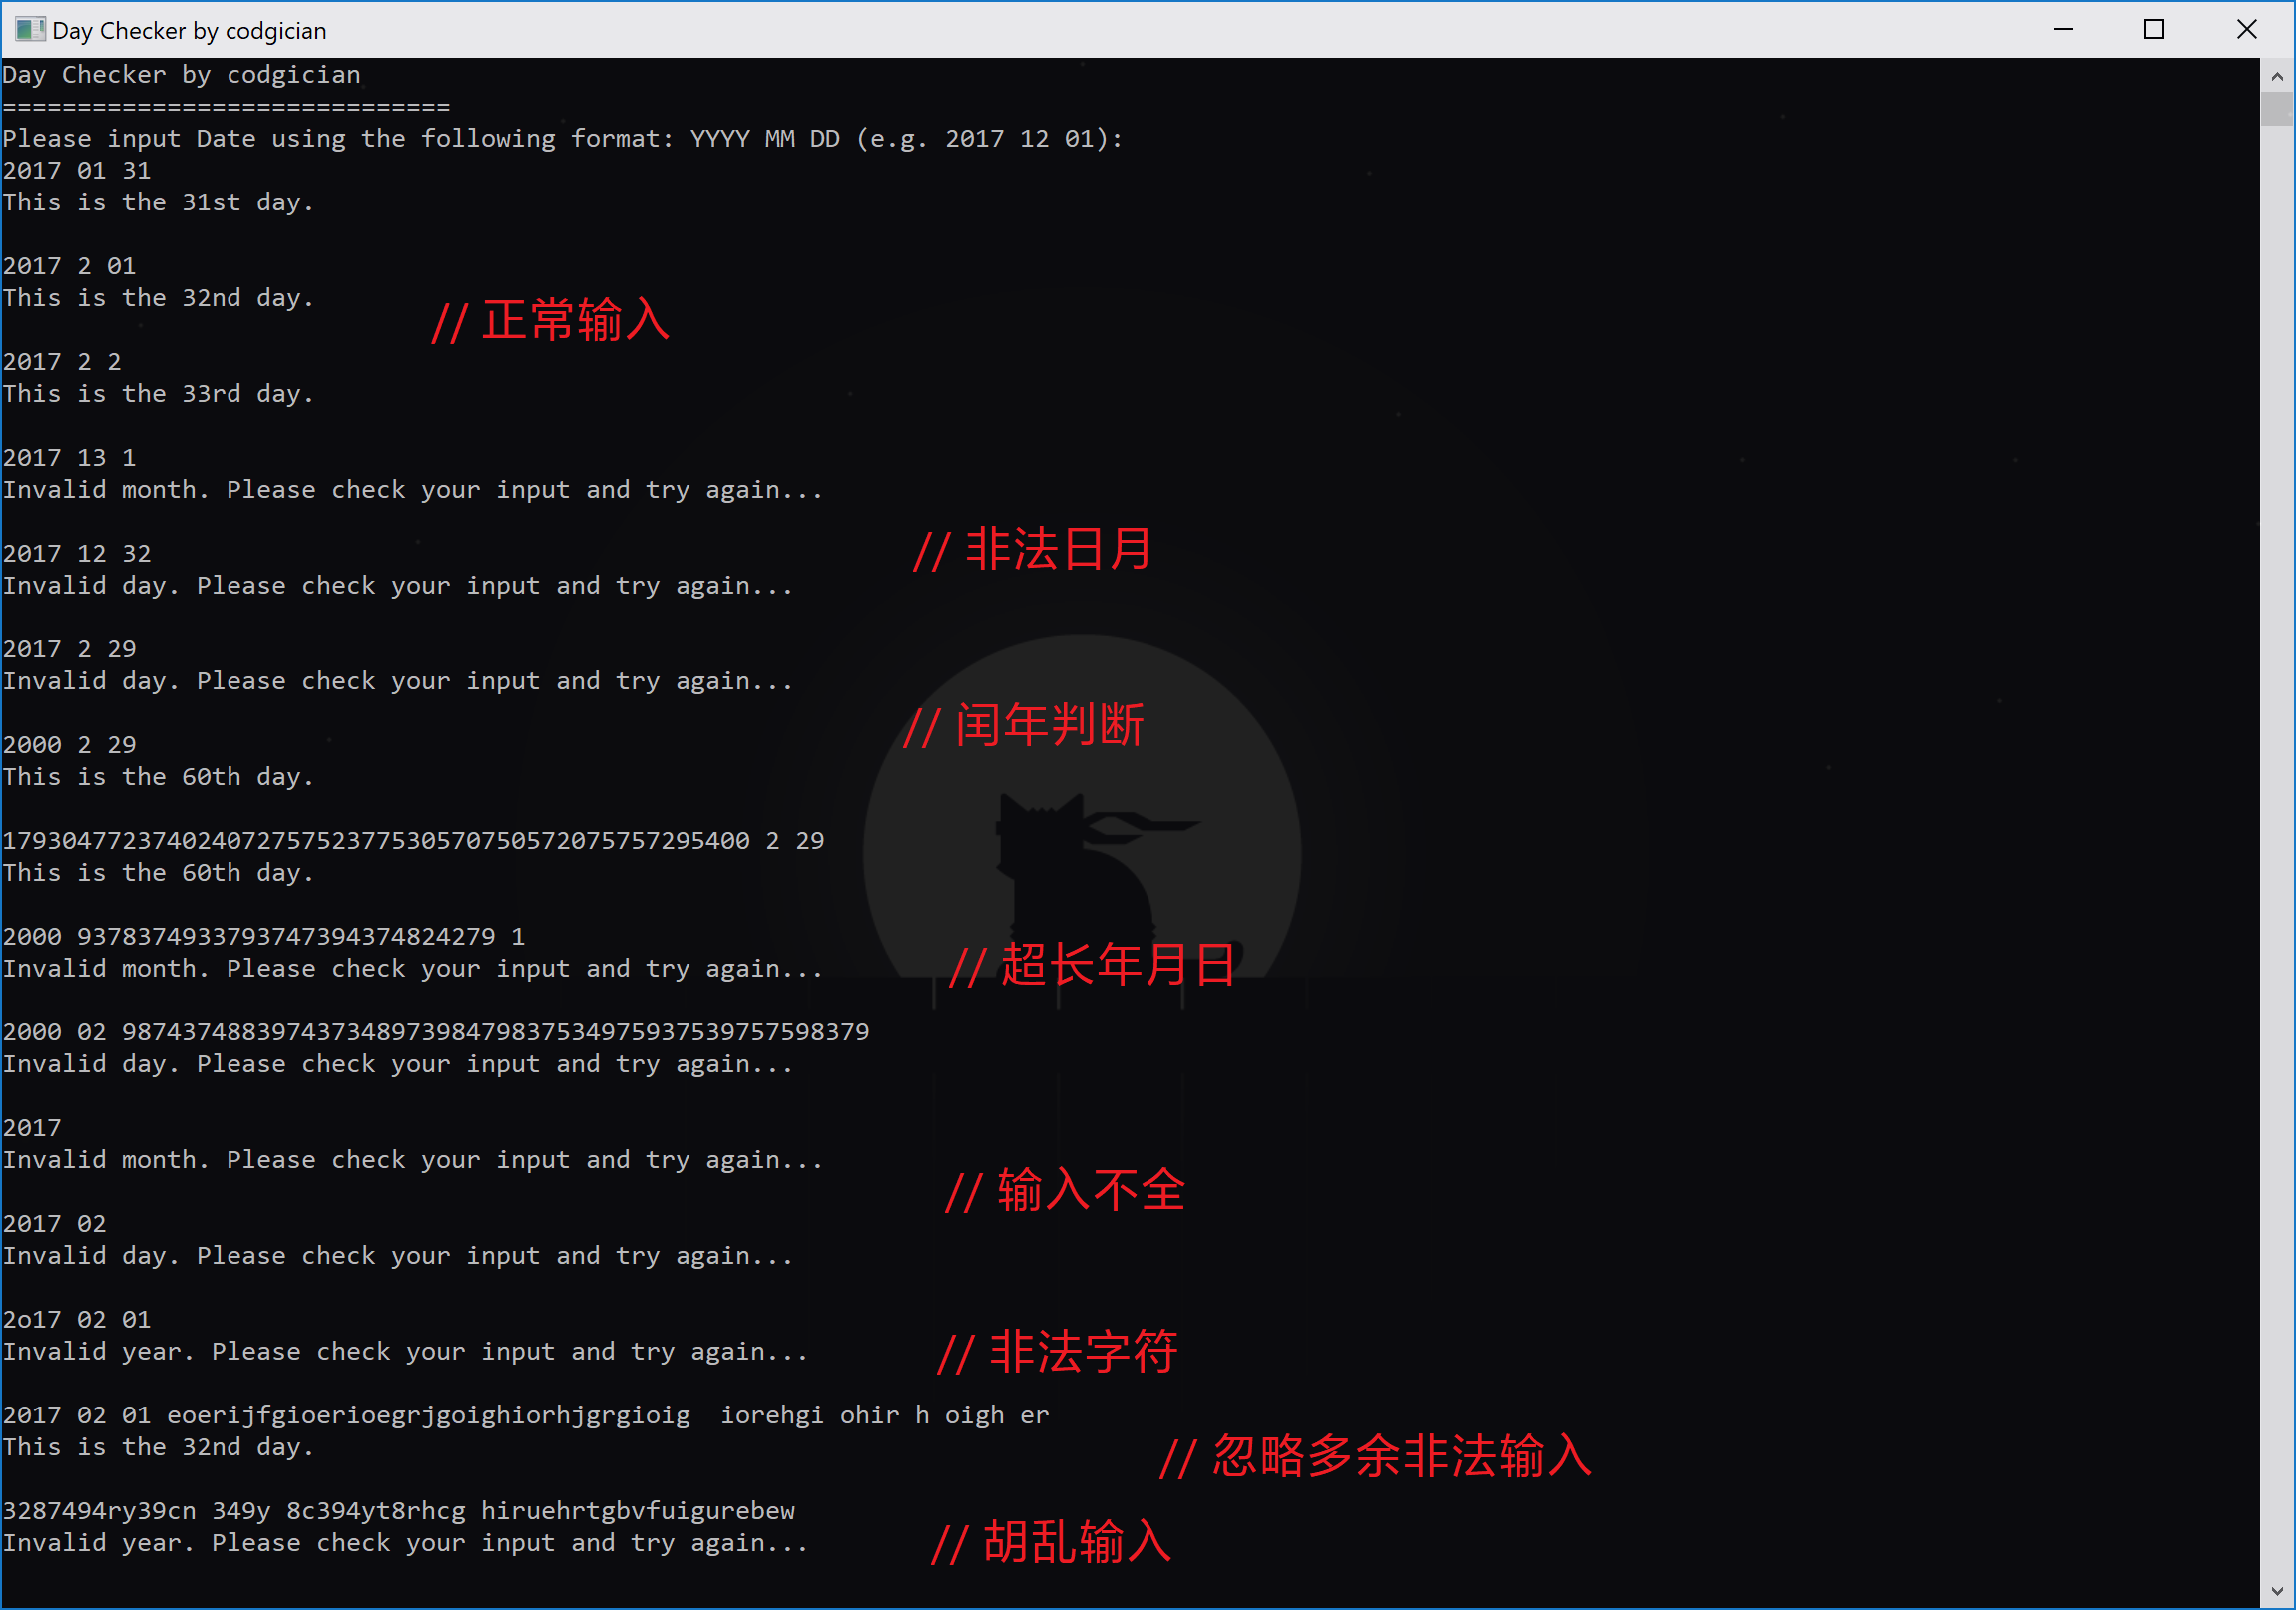 Day Checker by codgician
Day Checker by codgician
==============================
Please input Date using the following format: YYYY MM DD (e.g. 2017 12 01):
2017 01 31
This is the 31st day.
2017 2 01
This is the 32nd day.
// 正常输入
2017 2 2
This is the 33rd day.
2017 13 1
Invalid month. Please check your input and try again...
// 非法日月
2017 12 32
Invalid day. Please check your input and try again...
2017 2 29
Invalid day. Please check your input and try again...
// 闰年判断
2000 2 29
This is the 60th day.
17930477237402407275752377530570750572075757295400 2 29
This is the 60th day.
2000 9378374933793747394374824279 1
Invalid month. Please check your input and try again...
// 超长年月日
2000 02 98743748839743734897398479837534975937539757598379
Invalid day. Please check your input and try again...
2017
Invalid month. Please check your input and try again...
// 输入不全
2017 02
Invalid day. Please check your input and try again...
2o17 02 01
Invalid year. Please check your input and try again...
// 非法字符
2017 02 01 eoerijfgioerioegrjgoighiorhjgrgioig  iorehgi ohir h oigh er
This is the 32nd day.
// 忽略多余非法输入
3287494ry39cn 349y 8c394yt8rhcg hiruehrtgbvfuigurebew
Invalid year. Please check your input and try again...
// 胡乱输入